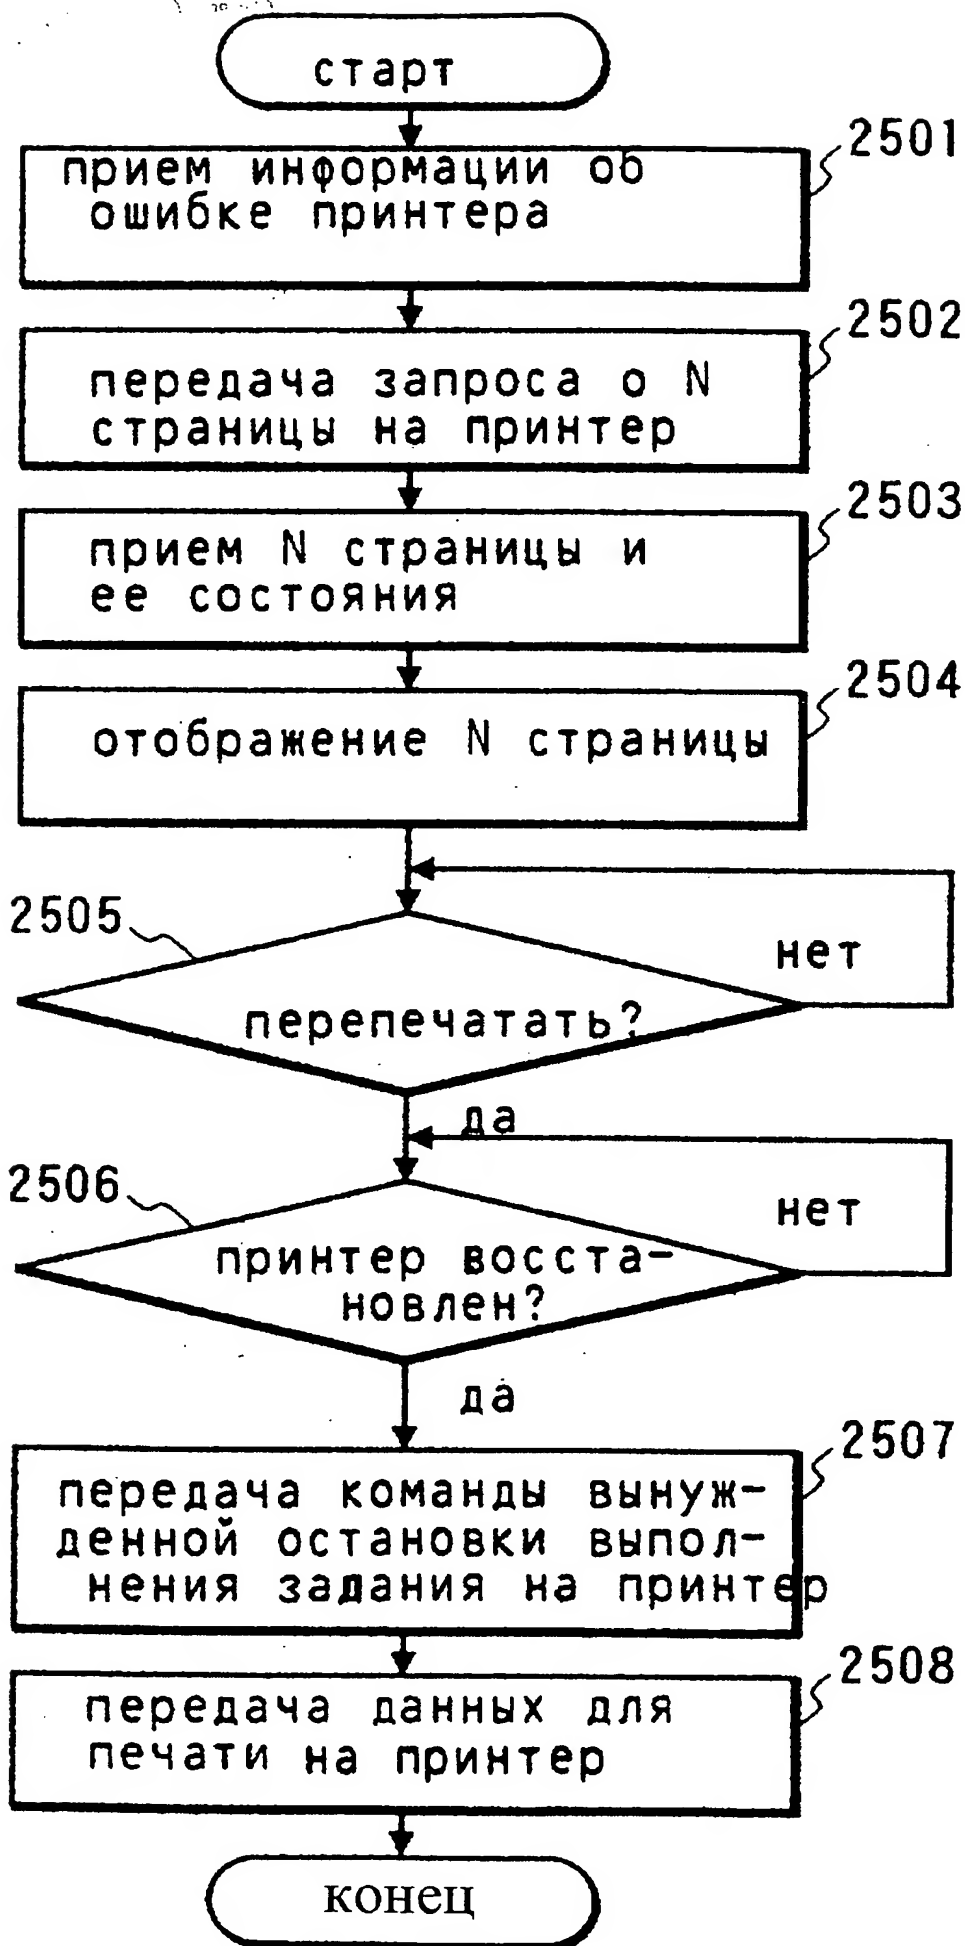 старт
2501
прием информации об
ошибке принтера
2502
передача запроса о N
страницы на принтер
2503
прием N страницы и
ее состояния
2504
отображение N страницы
2505
нет
перепечатать?
да
2506
нет
принтер восста-
новлен?
да
2507
передача команды вынуж-
денной остановки выпол-
нения задания на принтер
2508
передача данных для
печати на принтер
конец